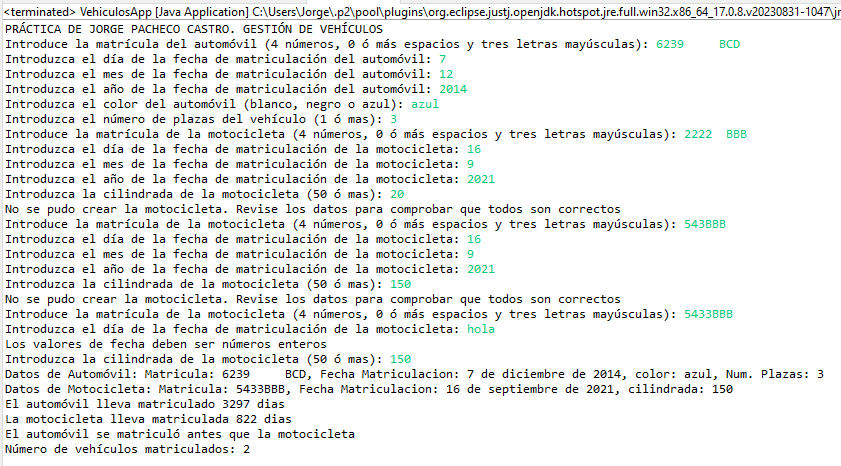 <terminated> VehiculosApp [Java Application] C:\Users\Jorge\.p2\pool\plugins\org.eclipse.justj.openjdk.hotspot.jre.full.win32.x86_64_17.0.8.v20230831-1047\jr
PRÁCTICA DE JORGE PACHECO CASTRO. GESTIÓN DE VEHÍCULOS
Introduce la matrícula del automóvil (4 números, 0 ó más espacios y tres letras mayúsculas): 6239     BCD
Introduzca el día de la fecha de matriculación del automóvil: 7
Introduzca el mes de la fecha de matriculación del automóvil: 12
Introduzca el año de la fecha de matriculación del automóvil: 2014
Introduzca el color del automóvil (blanco, negro o azul): azul
Introduzca el número de plazas del vehículo (1 ó mas): 3
Introduce la matrícula de la motocicleta (4 números, 0 ó más espacios y tres letras mayúsculas): 2222  BBB
Introduzca el día de la fecha de matriculación de la motocicleta: 16
Introduzca el mes de la fecha de matriculación de la motocicleta: 9
Introduzca el año de la fecha de matriculación de la motocicleta: 2021
Introduzca la cilindrada de la motocicleta (50 ó mas): 20
No se pudo crear la motocicleta. Revise los datos para comprobar que todos son correctos
Introduce la matrícula de la motocicleta (4 números, 0 ó más espacios y tres letras mayúsculas): 543BBB
Introduzca el día de la fecha de matriculación de la motocicleta: 16
Introduzca el mes de la fecha de matriculación de la motocicleta: 9
Introduzca el año de la fecha de matriculación de la motocicleta: 2021
Introduzca la cilindrada de la motocicleta (50 ó mas): 150
No se pudo crear la motocicleta. Revise los datos para comprobar que todos son correctos
Introduce la matrícula de la motocicleta (4 números, 0 ó más espacios y tres letras mayúsculas): 5433BBB
Introduzca el día de la fecha de matriculación de la motocicleta: hola
Los valores de fecha deben ser números enteros
Introduzca la cilindrada de la motocicleta (50 ó mas): 150
Datos de Automóvil: Matricula: 6239     BCD, Fecha Matriculacion: 7 de diciembre de 2014, color: azul, Num. Plazas: 3
Datos de Motocicleta: Matricula: 5433BBB, Fecha Matriculacion: 16 de septiembre de 2021, cilindrada: 150
El automóvil lleva matriculado 3297 dias
La motocicleta lleva matriculada 822 dias
El automóvil se matriculó antes que la motocicleta
Número de vehículos matriculados: 2